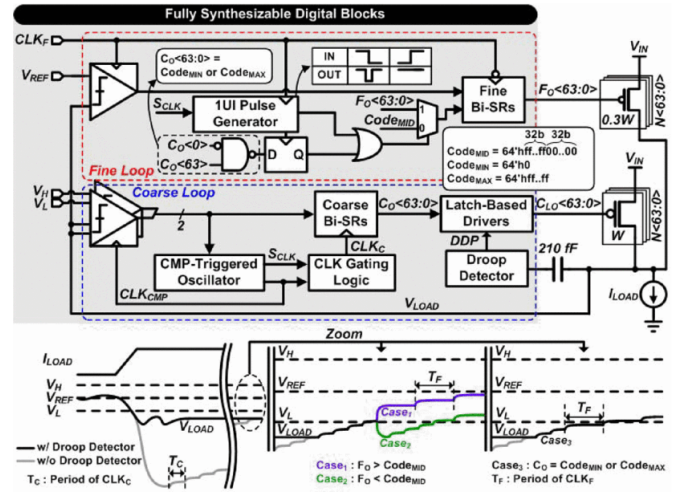 Fully Synthesizable Digital Blocks
CLK_F
V_REF
C_O<63:0> =
Code_MIN or Code_MAX
IN
OUT
S_CLK
1UI Pulse
Generator
F_O<63:0>
Code_MID
1
0
Fine
Bi-SRs
F_O<63:0>
V_IN
0.3W
N<63:0>
C_O<0>
C_O<63>
D Q
32b 32b
Code_MID = 64'hff..ff00..00
Code_MIN = 64'h0
Code_MAX = 64'hff..ff
Fine Loop
Coarse Loop
V_H
V_L
2
Coarse
Bi-SRs
C_O<63:0>
Latch-Based
Drivers
C_LO<63:0>
V_IN
W
N<63:0>
CLK_C
DDP
210 fF
CMP-Triggered
Oscillator
S_CLK
CLK Gating
Logic
Droop
Detector
CLK_CMP
V_LOAD
I_LOAD
Zoom
I_LOAD
V_H
V_REF
V_L
V_LOAD
w/ Droop Detector
w/o Droop Detector
T_C
T_C : Period of CLK_C
V_H
V_REF
T_F
V_L
Case_1
V_LOAD
Case_2
Case_1 : F_O > Code_MID
Case_2 : F_O < Code_MID
V_H
V_REF
V_L
T_F
V_LOAD
Case_3
Case_3 : C_O = Code_MIN or Code_MAX
T_F : Period of CLK_F